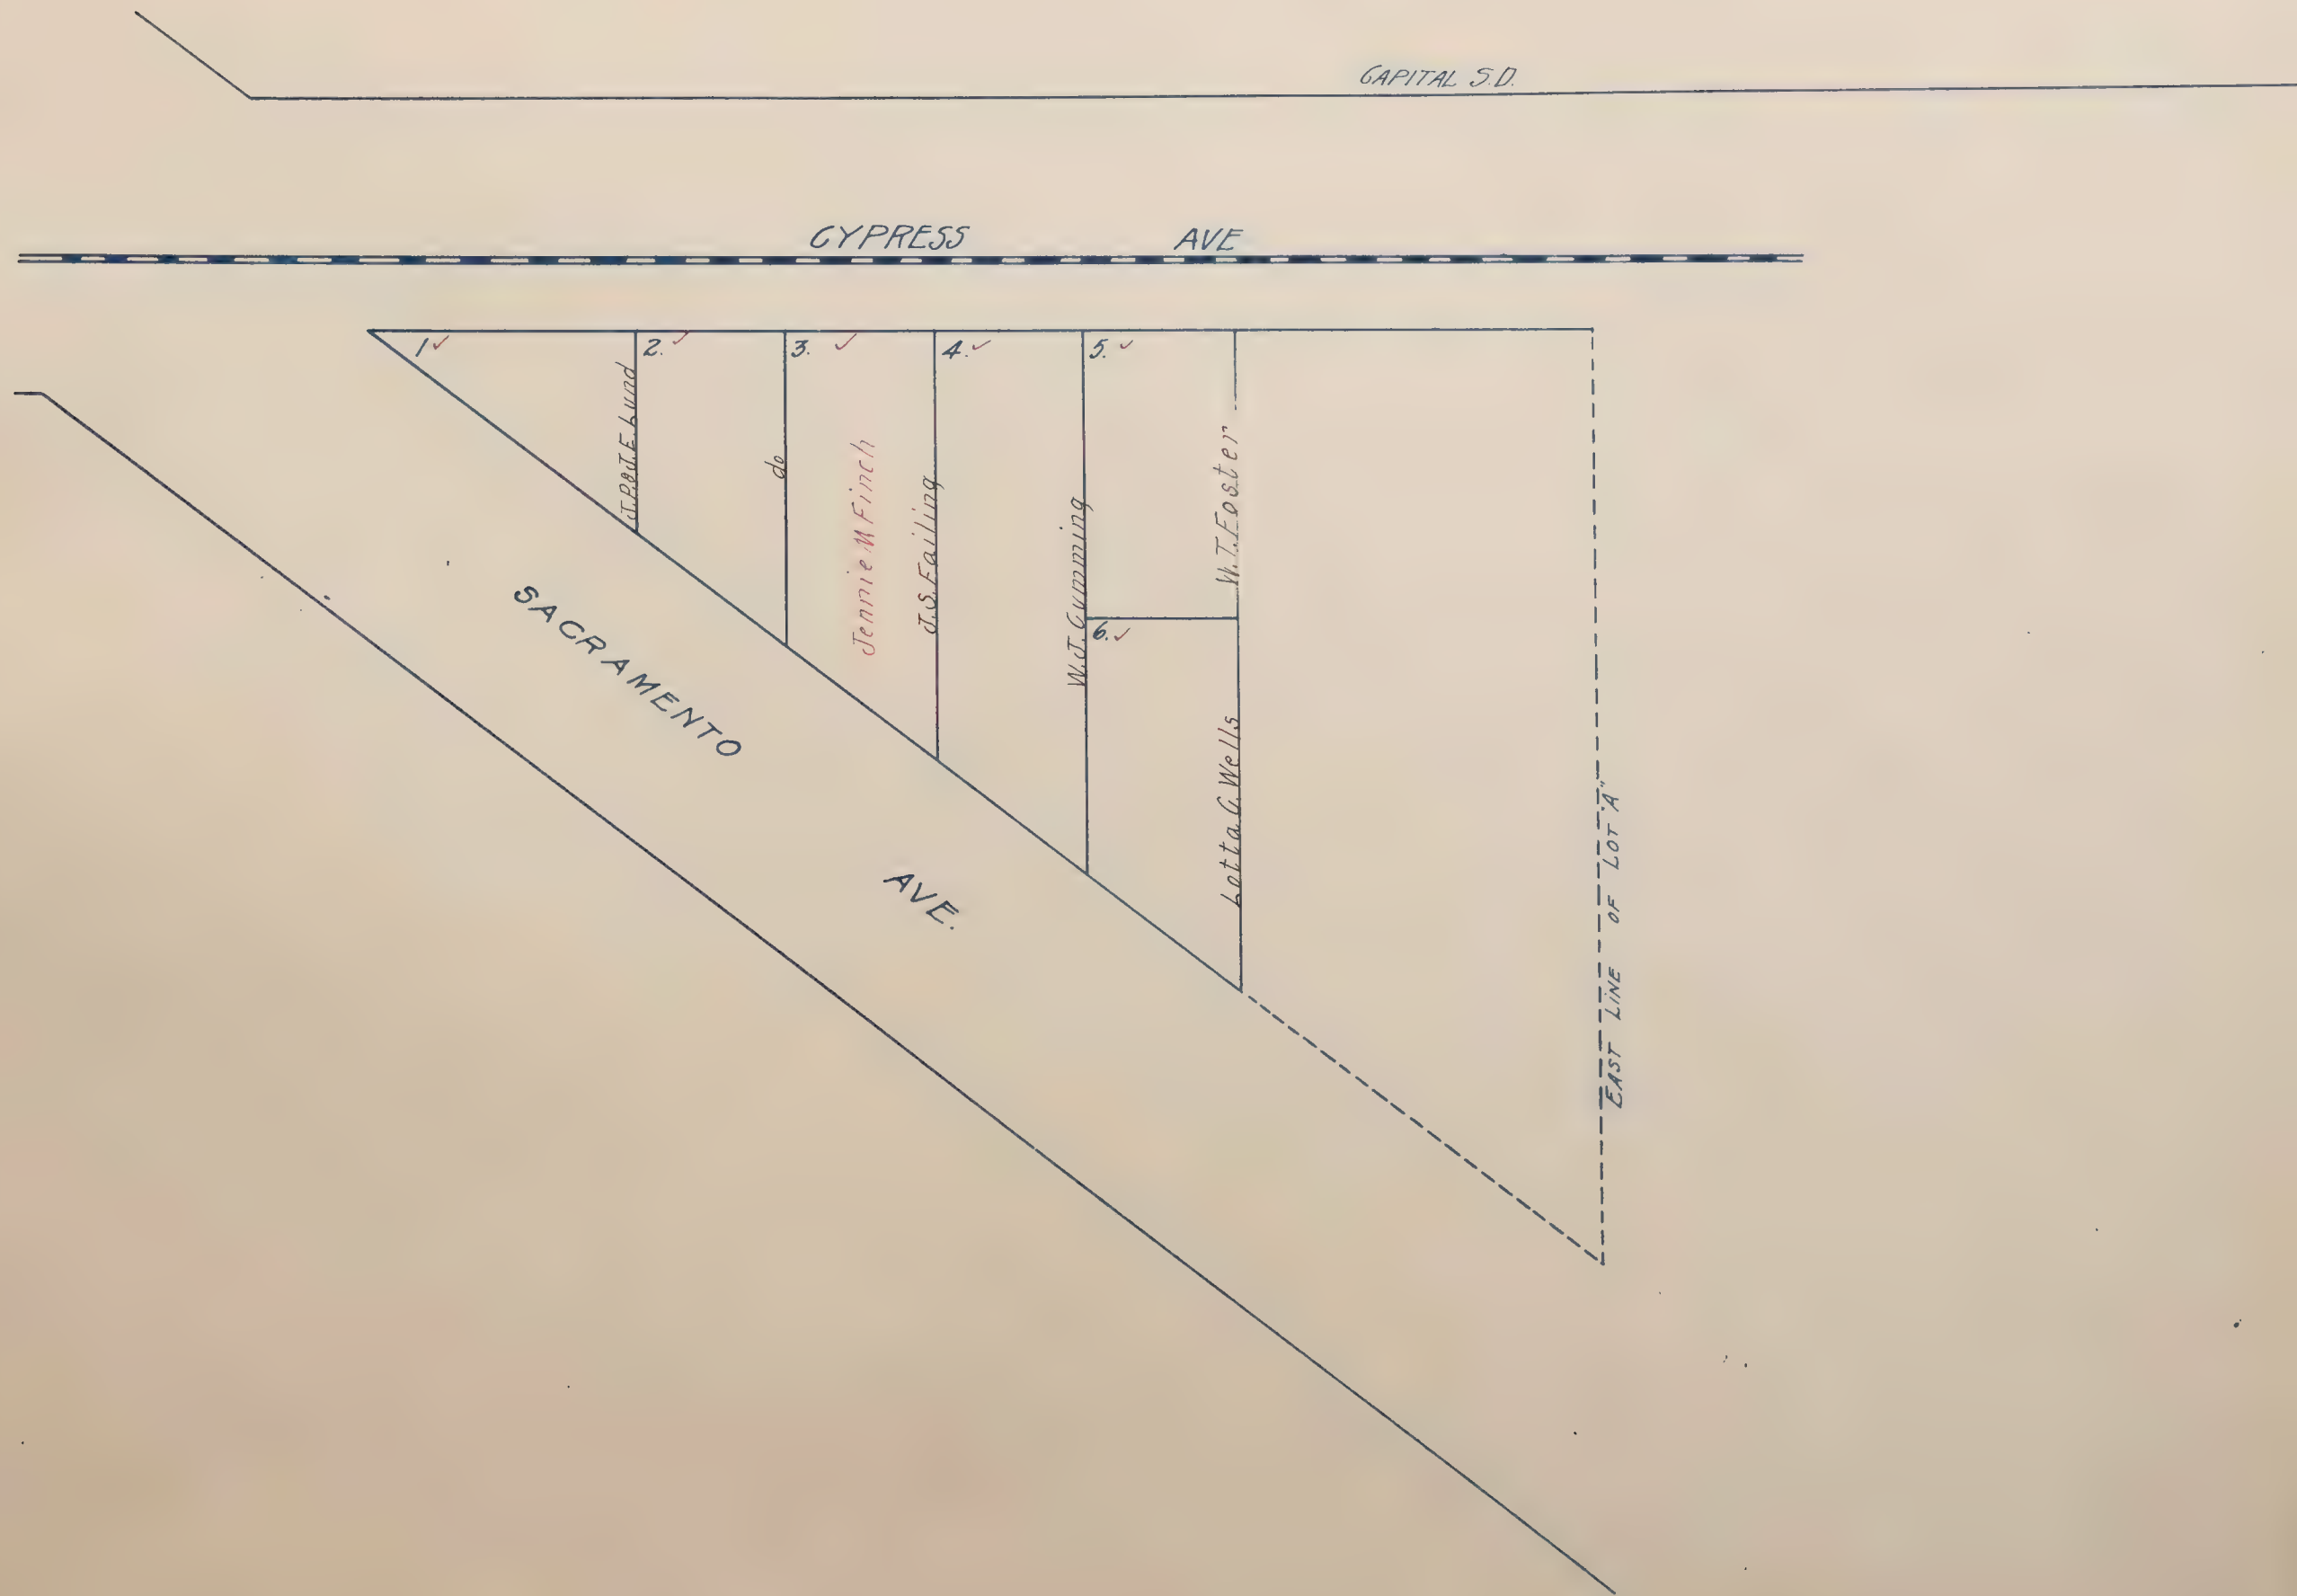 CAPITAL S.D.
CYPRESS AVE
1 ✓
2. ✓
3. ✓
4. ✓
5. ✓
J.P. & J.E. Lund
do
Jennie M Finch
J.S. Failing
W.J. Cumming
W.T. Foster
6. ✓
Lotta C. Wells
SACRAMENTO
AVE.
EAST LINE OF LOT "A"